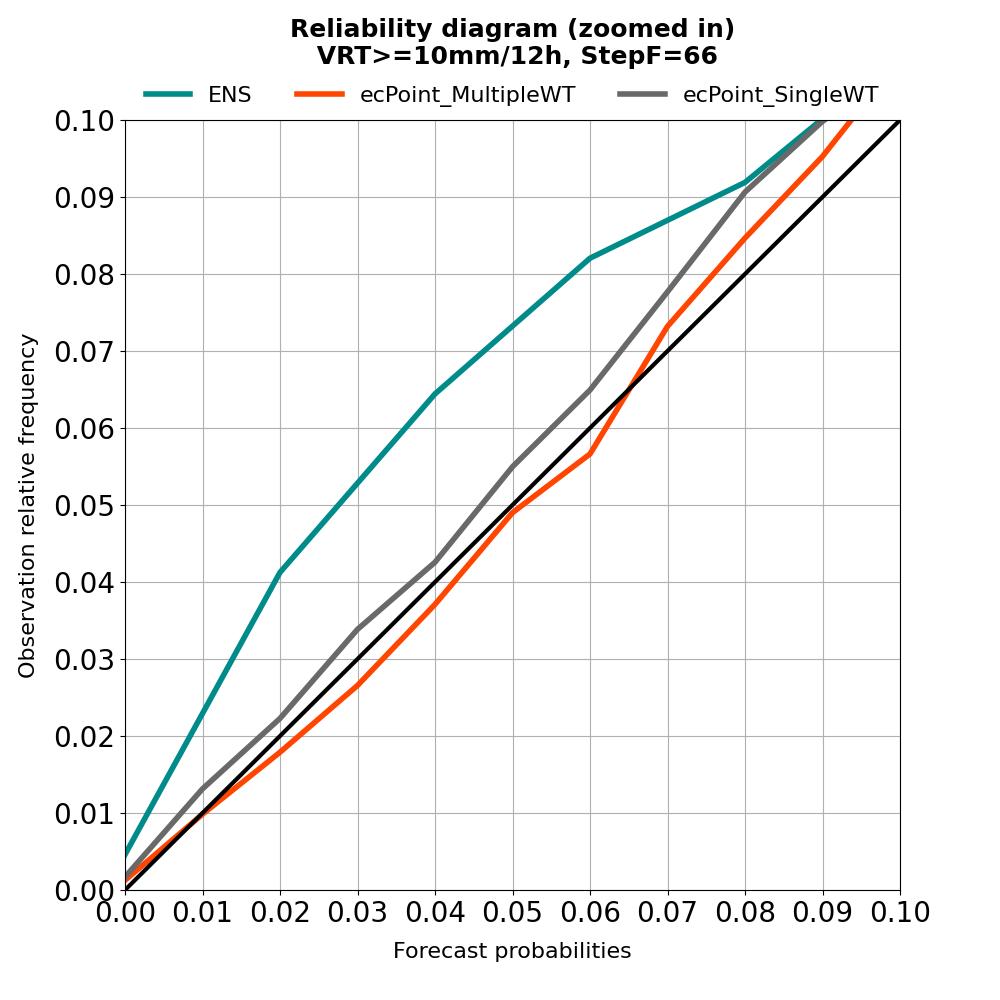 Reliability diagram (zoomed in)
VRT>=10mm/12h, StepF=66
ENS ecPoint_MultipleWT ecPoint_SingleWT
0.10
0.09
0.08
0.07
0.06
0.05
0.04
0.03
0.02
0.01
0.00
Observation relative frequency
0.00 0.01 0.02 0.03 0.04 0.05 0.06 0.07 0.08 0.09 0.10
Forecast probabilities